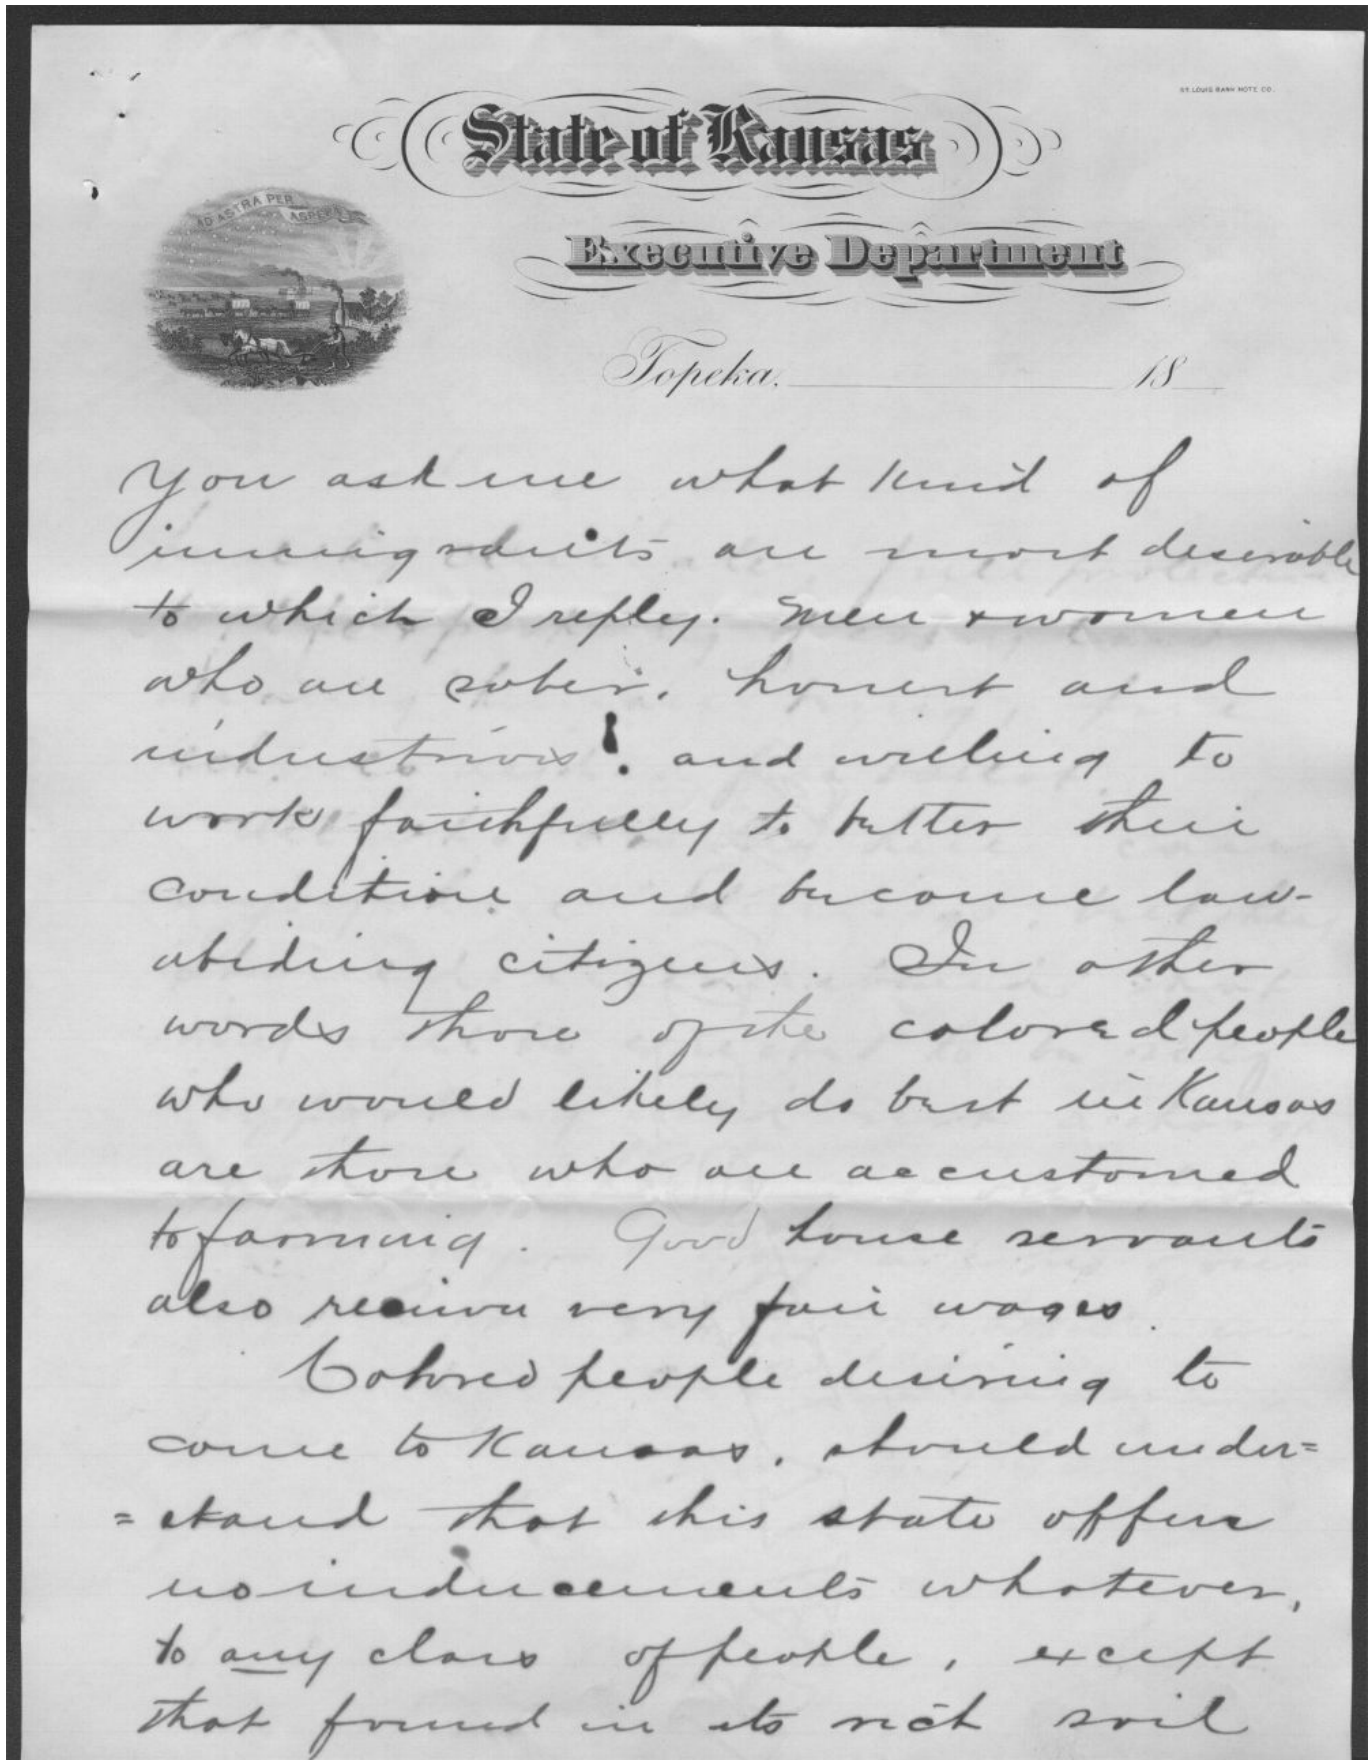 ST. LOUIS BANK NOTE CO.
State of Kansas
AD ASTRA PER ASPERA
Executive Department
Topeka, 18
You ask me what kind of
immigrants are most desirable
to which I reply. Men & women
who are sober, honest and
industrious! and willing to
work faithfully to better their
condition and become law-
abiding citizens. In other
words those of the colored people
who would likely do best in Kansas
are those who are accustomed
to farming. Good house servants
also receive very fair wages.
Colored people desiring to
come to Kansas, should under=
=stand that this state offers
no inducements whatever,
to any class of people, except
that found in its rich soil